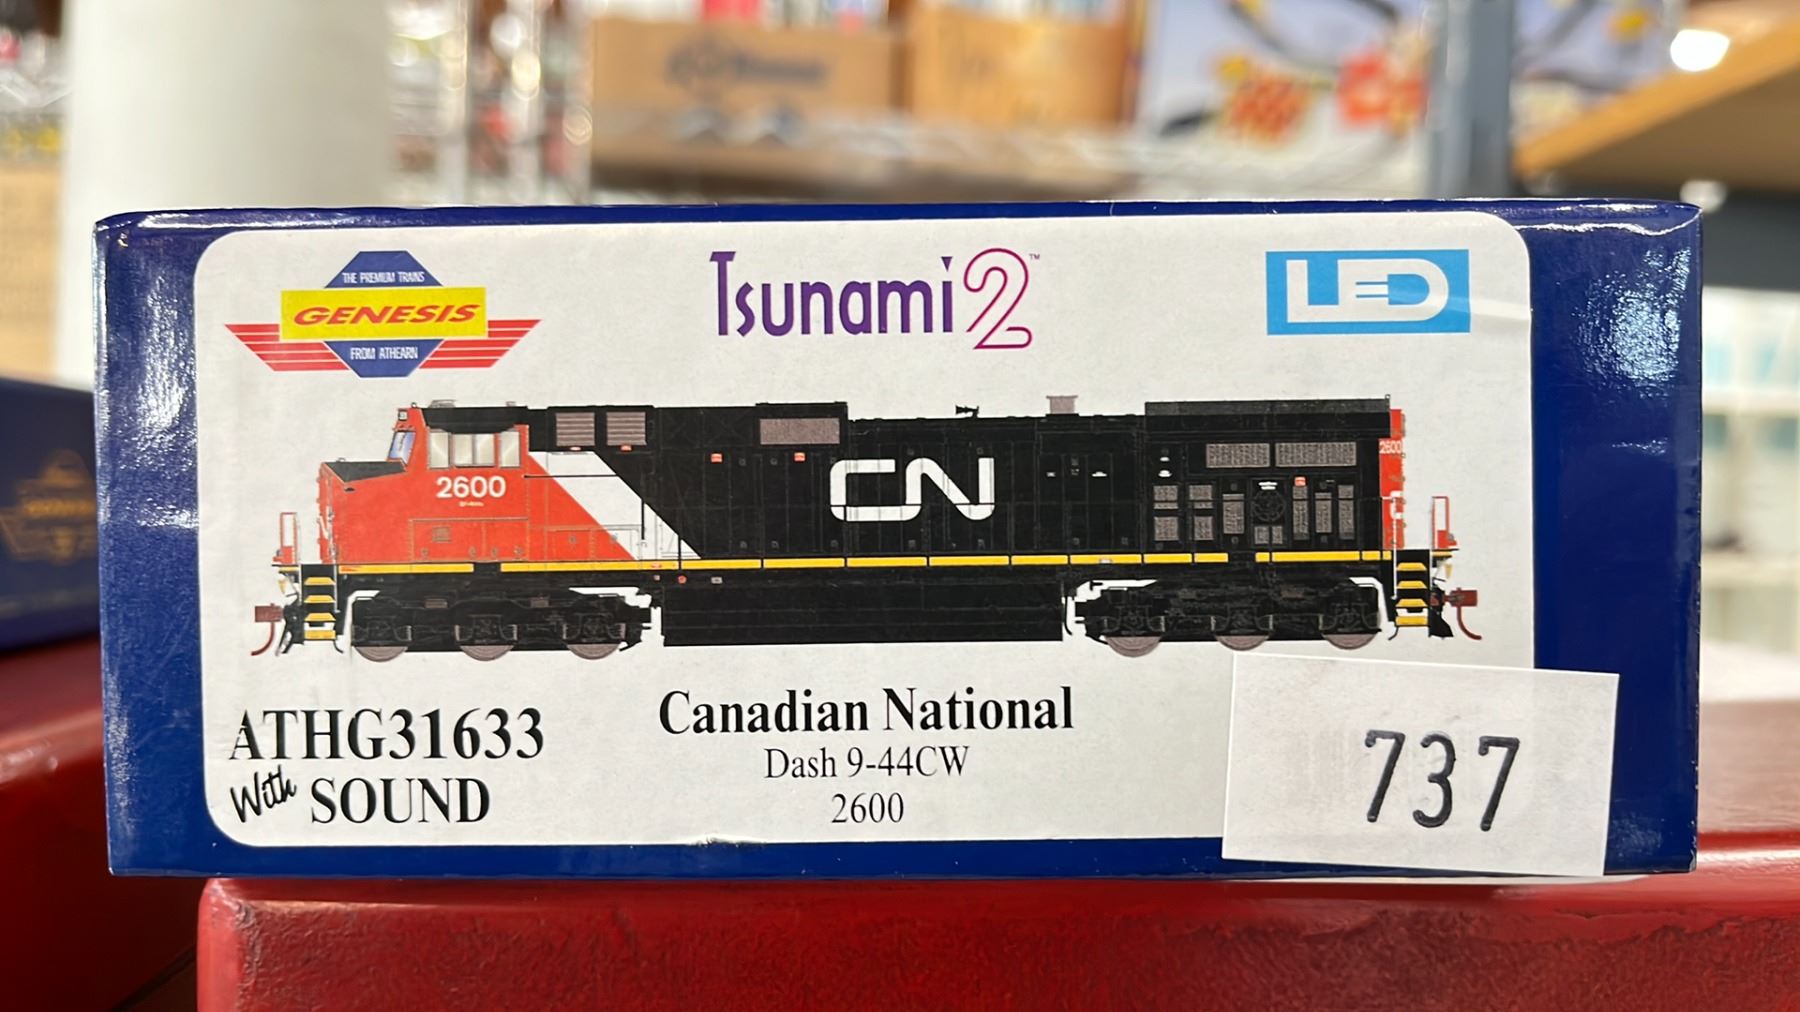 THE PREMIUM TRAINS
GENESIS
FROM ATHEARN
Tsunami2™
LED
2600
CN
2600
ATHG31633
With SOUND
Canadian National
Dash 9-44CW
2600
737